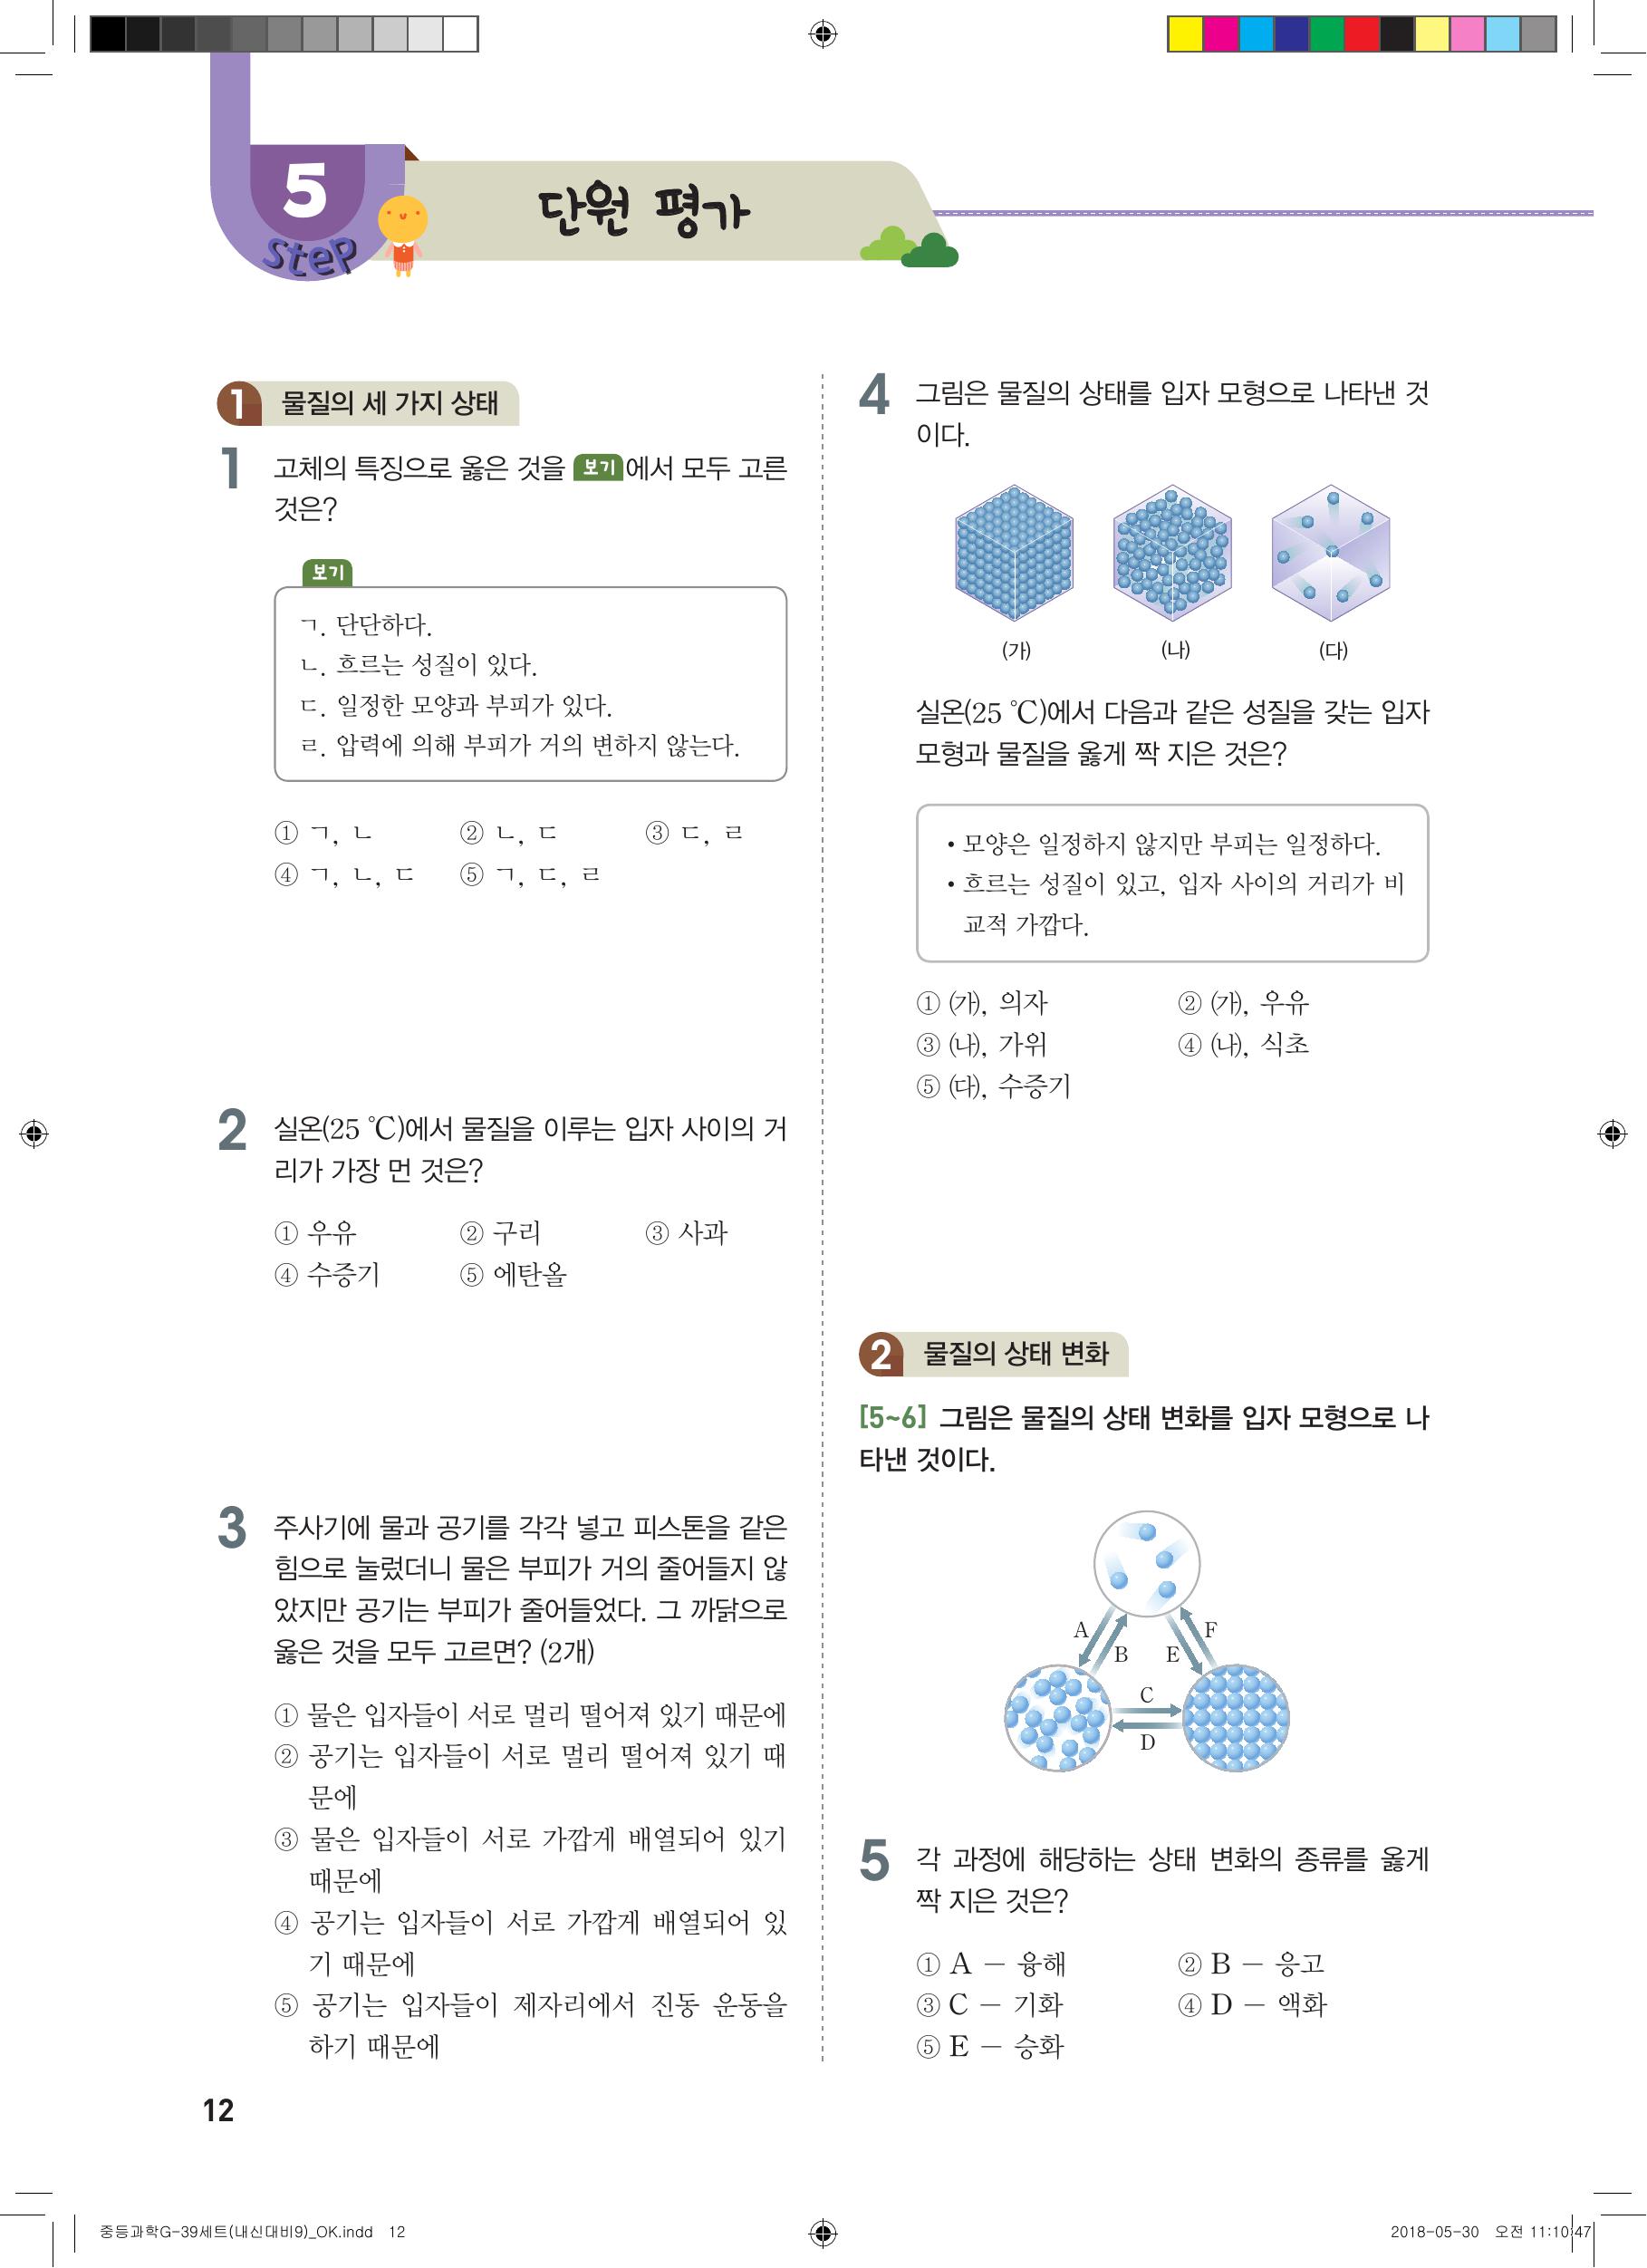 5
step
단원 평가
1 물질의 세 가지 상태
1 고체의 특징으로 옳은 것을 보기에서 모두 고른
것은?
보기
ㄱ. 단단하다.
ㄴ. 흐르는 성질이 있다.
ㄷ. 일정한 모양과 부피가 있다.
ㄹ. 압력에 의해 부피가 거의 변하지 않는다.
① ㄱ, ㄴ ② ㄴ, ㄷ ③ ㄷ, ㄹ
④ ㄱ, ㄴ, ㄷ ⑤ ㄱ, ㄷ, ㄹ
2 실온(25 ℃)에서 물질을 이루는 입자 사이의 거
리가 가장 먼 것은?
① 우유 ② 구리 ③ 사과
④ 수증기 ⑤ 에탄올
3 주사기에 물과 공기를 각각 넣고 피스톤을 같은
힘으로 눌렀더니 물은 부피가 거의 줄어들지 않
았지만 공기는 부피가 줄어들었다. 그 까닭으로
옳은 것을 모두 고르면? (2개)
① 물은 입자들이 서로 멀리 떨어져 있기 때문에
② 공기는 입자들이 서로 멀리 떨어져 있기 때
문에
③ 물은 입자들이 서로 가깝게 배열되어 있기
때문에
④ 공기는 입자들이 서로 가깝게 배열되어 있
기 때문에
⑤ 공기는 입자들이 제자리에서 진동 운동을
하기 때문에
4 그림은 물질의 상태를 입자 모형으로 나타낸 것
이다.
(가) (나) (다)
실온(25 ℃)에서 다음과 같은 성질을 갖는 입자
모형과 물질을 옳게 짝 지은 것은?
• 모양은 일정하지 않지만 부피는 일정하다.
• 흐르는 성질이 있고, 입자 사이의 거리가 비
교적 가깝다.
① (가), 의자 ② (가), 우유
③ (나), 가위 ④ (나), 식초
⑤ (다), 수증기
2 물질의 상태 변화
[5~6] 그림은 물질의 상태 변화를 입자 모형으로 나
타낸 것이다.
A F
B E
C
D
5 각 과정에 해당하는 상태 변화의 종류를 옳게
짝 지은 것은?
① A － 융해 ② B － 응고
③ C － 기화 ④ D － 액화
⑤ E － 승화
12
중등과학G-39세트(내신대비9)_OK.indd 12 2018-05-30 오전 11:10:47